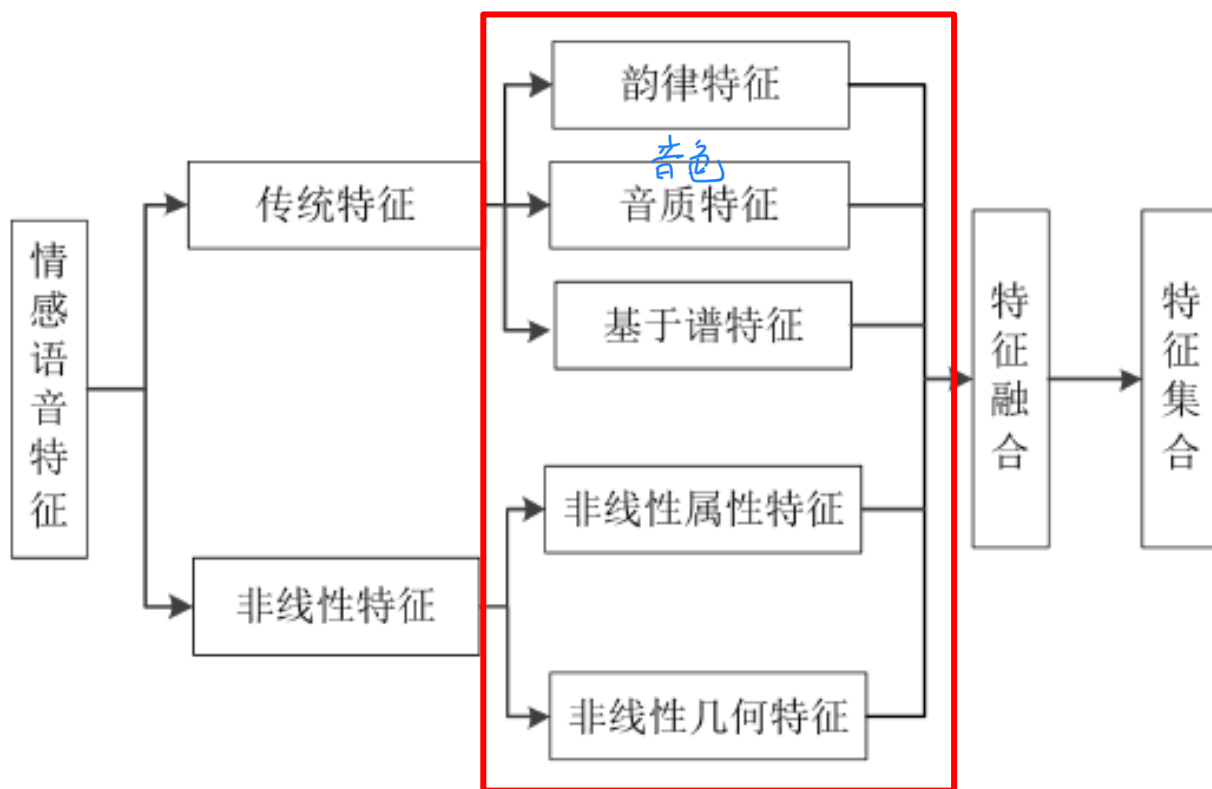 情感语音特征
传统特征
非线性特征
韵律特征
音色
音质特征
基于谱特征
非线性属性特征
非线性几何特征
特征融合
特征集合